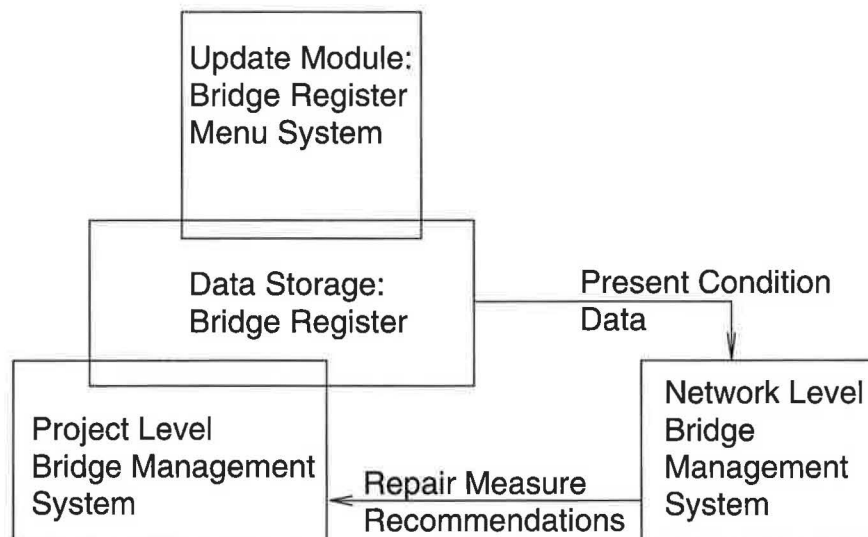 Update Module:
Bridge Register
Menu System
Data Storage:
Bridge Register
Present Condition
Data
Network Level
Bridge
Management
System
Project Level
Bridge Management
System
Repair Measure
Recommendations